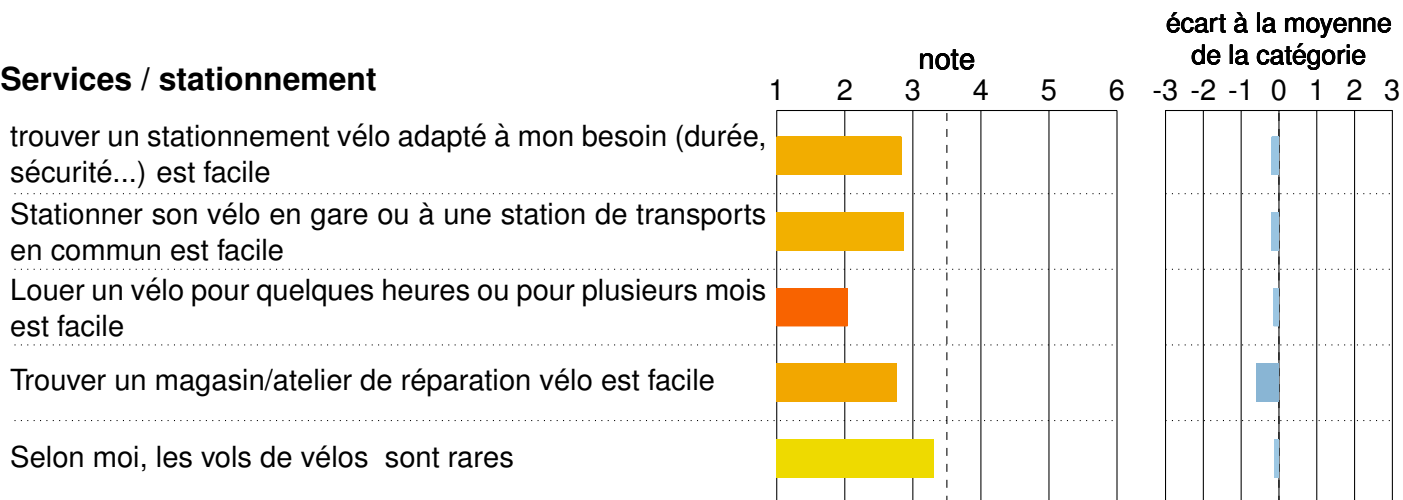 écart à la moyenne
note de la catégorie
Services / stationnement
1 2 3 4 5 6 -3 -2 -1 0 1 2 3
trouver un stationnement vélo adapté à mon besoin (durée,
sécurité...) est facile
Stationner son vélo en gare ou à une station de transports
en commun est facile
Louer un vélo pour quelques heures ou pour plusieurs mois
est facile
Trouver un magasin/atelier de réparation vélo est facile
Selon moi, les vols de vélos sont rares